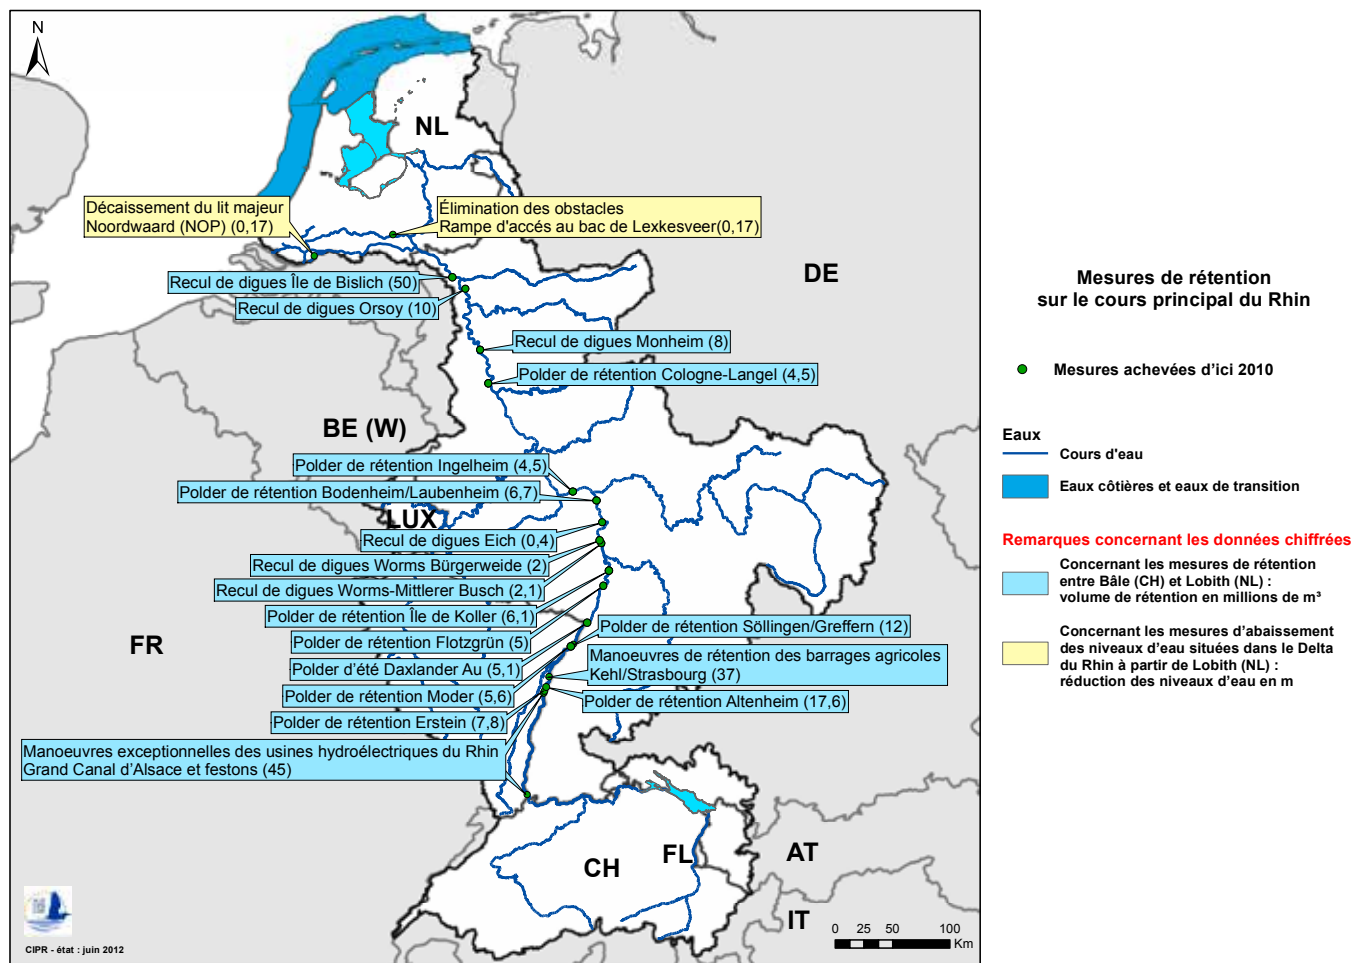 N
NL
Décaissement du lit majeur
Noordwaard (NOP) (0,17)
Élimination des obstacles
Rampe d'accés au bac de Lexkesveer(0,17)
DE
Recul de digues Île de Bislich (50)
Recul de digues Orsoy (10)
Recul de digues Monheim (8)
Polder de rétention Cologne-Langel (4,5)
BE (W)
Polder de rétention Ingelheim (4,5)
Polder de rétention Bodenheim/Laubenheim (6,7)
LUX
Recul de digues Eich (0,4)
Recul de digues Worms Bürgerweide (2)
Recul de digues Worms-Mittlerer Busch (2,1)
Polder de rétention Île de Koller (6,1)
FR
Polder de rétention Flotzgrün (5)
Polder de rétention Söllingen/Greffern (12)
Polder d'été Daxlander Au (5,1)
Manoeuvres de rétention des barrages agricoles
Kehl/Strasbourg (37)
Polder de rétention Moder (5,6)
Polder de rétention Altenheim (17,6)
Polder de rétention Erstein (7,8)
Manoeuvres exceptionnelles des usines hydroélectriques du Rhin
Grand Canal d'Alsace et festons (45)
CH
FL
AT
IT
0 25 50 100
Km
CIPR - état : juin 2012
Mesures de rétention
sur le cours principal du Rhin
Mesures achevées d'ici 2010
Eaux
Cours d'eau
Eaux côtières et eaux de transition
Remarques concernant les données chiffrées
Concernant les mesures de rétention
entre Bâle (CH) et Lobith (NL) :
volume de rétention en millions de m³
Concernant les mesures d'abaissement
des niveaux d'eau situées dans le Delta
du Rhin à partir de Lobith (NL) :
réduction des niveaux d'eau en m